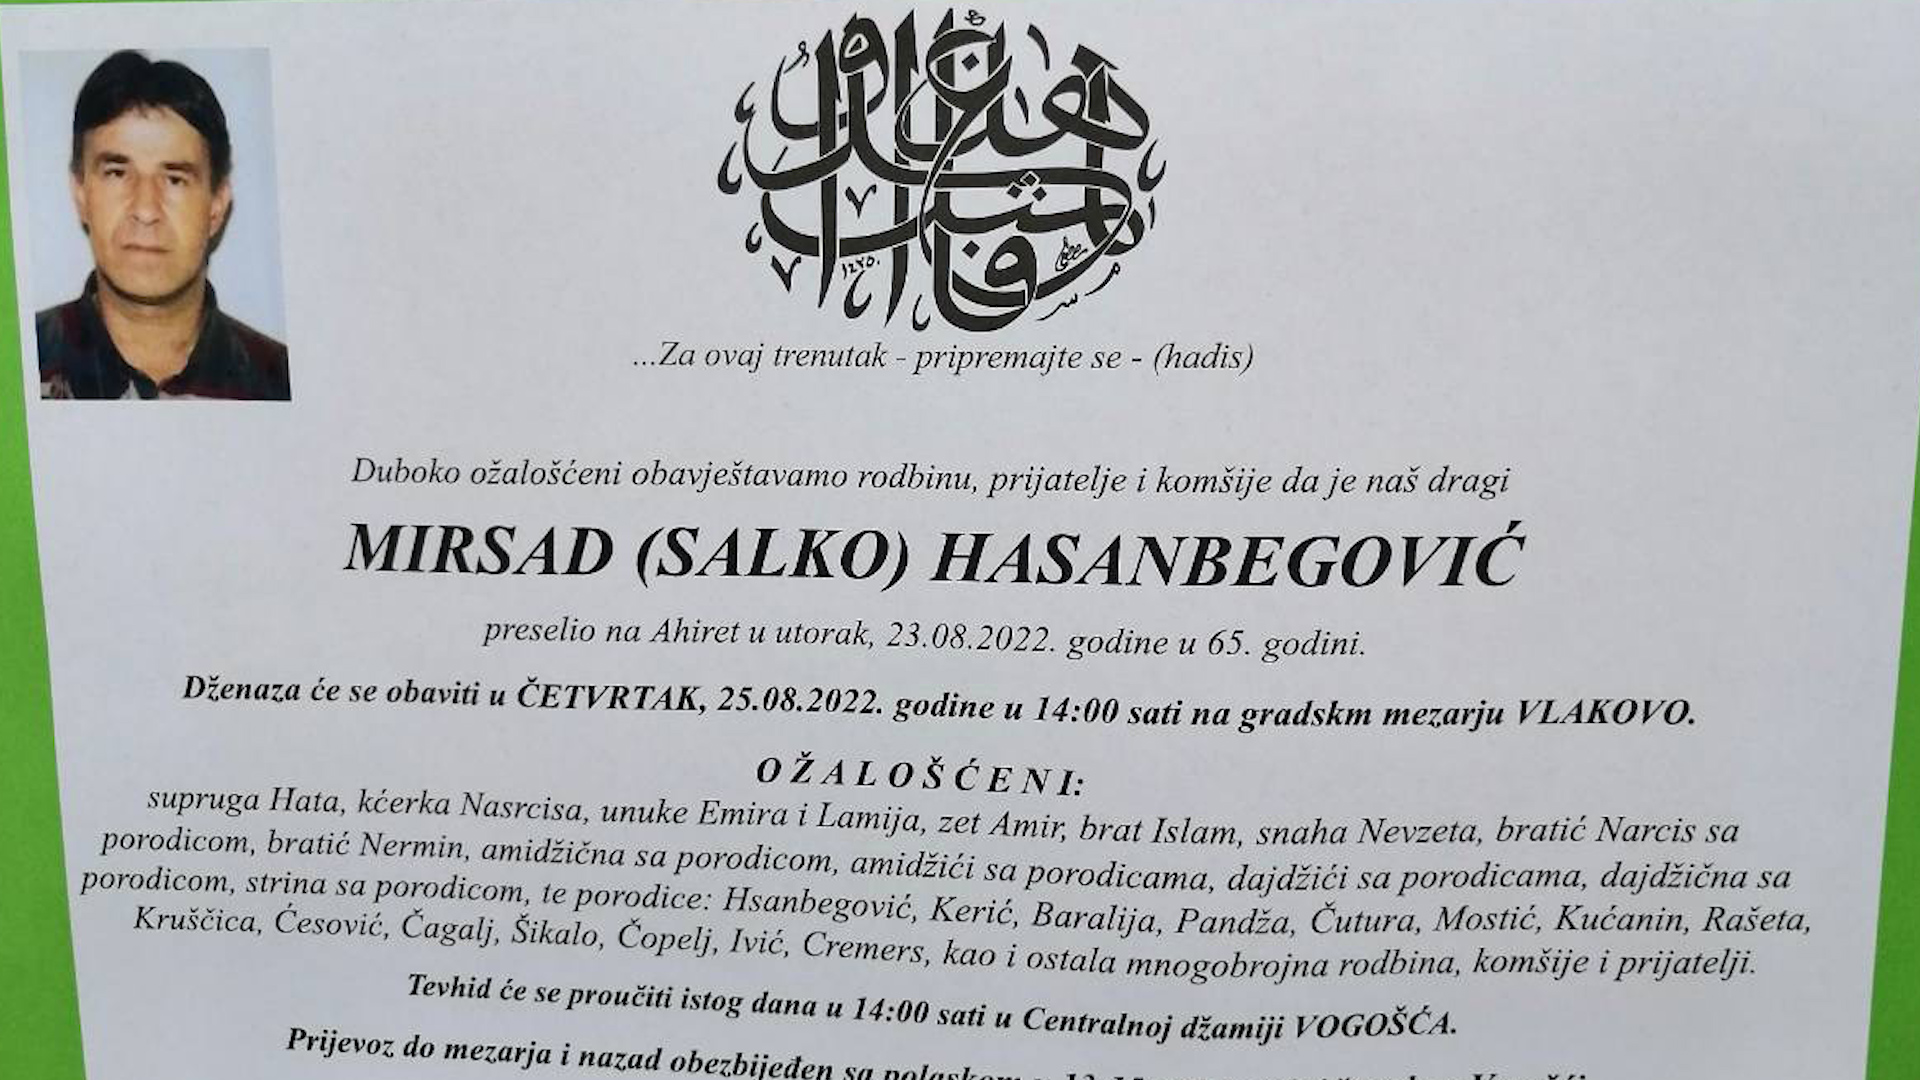 ١٢٢٥
...Za ovaj trenutak - pripremajte se - (hadis)
Duboko ožalošćeni obavještavamo rodbinu, prijatelje i komšije da je naš dragi
MIRSAD (SALKO) HASANBEGOVIĆ
preselio na Ahiret u utorak, 23.08.2022. godine u 65. godini.
Dženaza će se obaviti u ČETVRTAK, 25.08.2022. godine u 14:00 sati na gradskm mezarju VLAKOVO.
OŽALOŠĆENI:
supruga Hata, kćerka Nasrcisa, unuke Emira i Lamija, zet Amir, brat Islam, snaha Nevzeta, bratić Narcis sa
porodicom, bratić Nermin, amidžična sa porodicom, amidžići sa porodicama, dajdžići sa porodicama, dajdžična sa
porodicom, strina sa porodicom, te porodice: Hsanbegović, Kerić, Baralija, Pandža, Čutura, Mostić, Kućanin, Rašeta,
Kruščica, Ćesović, Čagalj, Šikalo, Čopelj, Ivić, Cremers, kao i ostala mnogobrojna rodbina, komšije i prijatelji.
Tevhid će se proučiti istog dana u 14:00 sati u Centralnoj džamiji VOGOŠĆA.
Prijevoz do mezarja i nazad obezbijeđen sa polaskom u